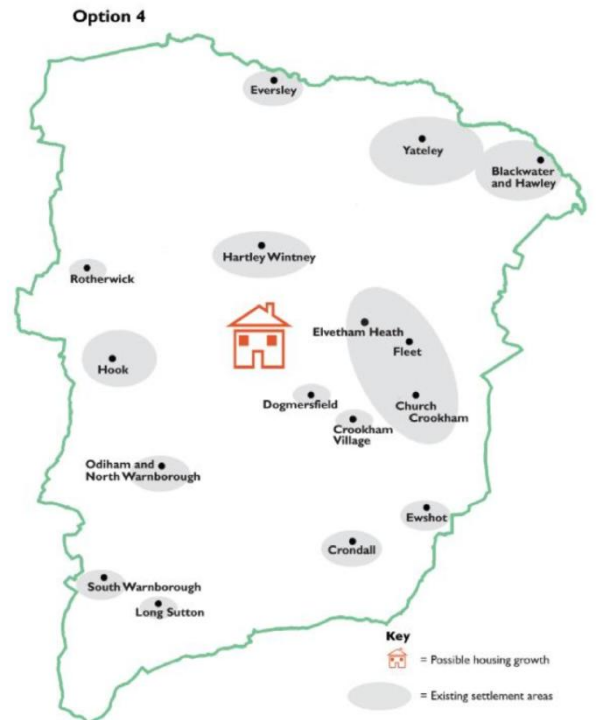 Option 4
Eversley
Yateley
Blackwater
and Hawley
Hartley Wintney
Rotherwick
Elvetham Heath
Fleet
Hook
Dogmersfield
Church
Crookham
Crookham
Village
Odiham and
North Warnborough
Ewshot
Crondall
South Warnborough
Long Sutton
Key
= Possible housing growth
= Existing settlement areas